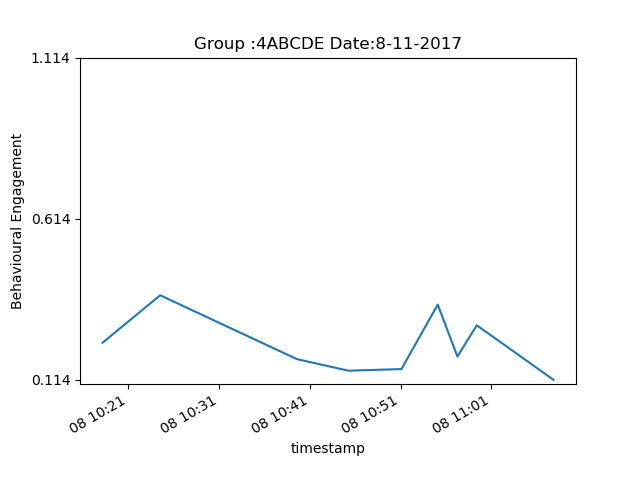 Group :4ABCDE Date:8-11-2017
1.114
0.614
0.114
Behavioural Engagement
08 10:21
08 10:31
08 10:41
08 10:51
08 11:01
timestamp